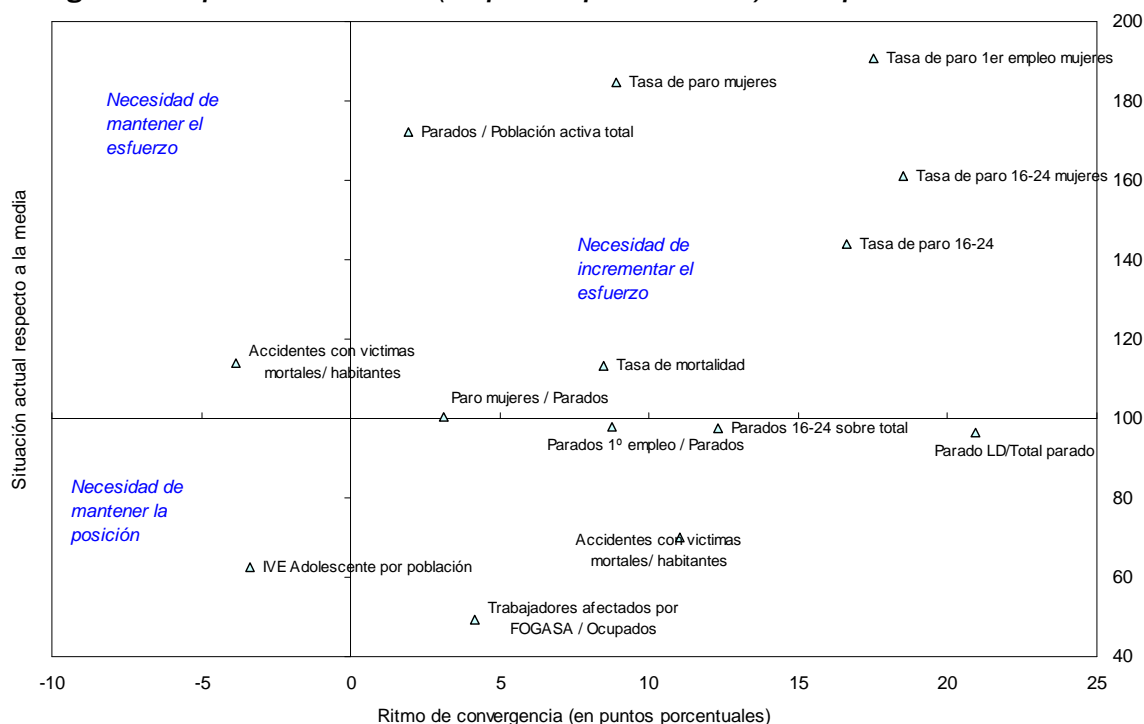 200
Tasa de paro 1er empleo mujeres
Tasa de paro mujeres
180
Necesidad de
mantener el
esfuerzo
Parados / Población activa total
160
Tasa de paro 16-24 mujeres
Tasa de paro 16-24
140
Necesidad de
incrementar el
esfuerzo
Situación actual respecto a la media
120
Accidentes con victimas
mortales/ habitantes
Tasa de mortalidad
Paro mujeres / Parados
100
Parados 16-24 sobre total
Parados 1º empleo / Parados
Parado LD/Total parado
80
Necesidad de
mantener la
posición
Accidentes con victimas
mortales/ habitantes
IVE Adolescente por población
60
Trabajadores afectados por
FOGASA / Ocupados
40
-10 -5 0 5 10 15 20 25
Ritmo de convergencia (en puntos porcentuales)